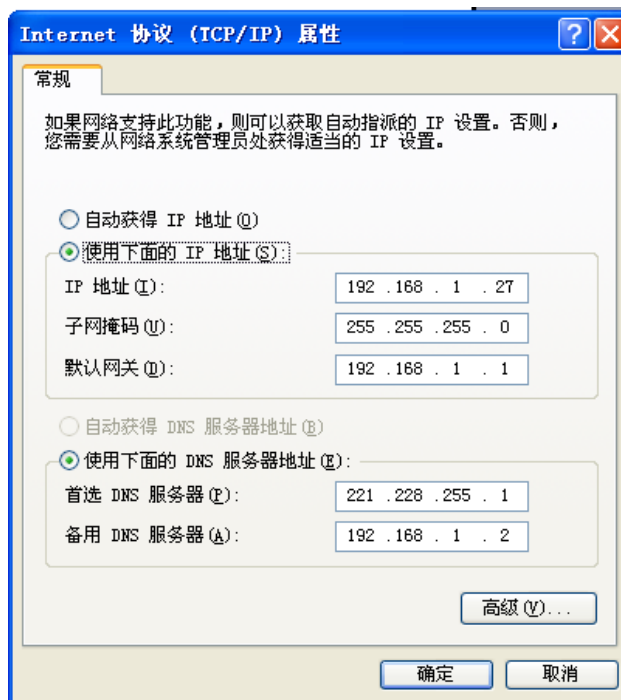 Internet 协议 (TCP/IP) 属性
常规
如果网络支持此功能，则可以获取自动指派的 IP 设置。否则，
您需要从网络系统管理员处获得适当的 IP 设置。
自动获得 IP 地址(O)
使用下面的 IP 地址(S):
IP 地址(I): 192 .168 . 1 . 27
子网掩码(U): 255 .255 .255 . 0
默认网关(D): 192 .168 . 1 . 1
自动获得 DNS 服务器地址(B)
使用下面的 DNS 服务器地址(E):
首选 DNS 服务器(P): 221 .228 .255 . 1
备用 DNS 服务器(A): 192 .168 . 1 . 2
高级(V)...
确定 取消